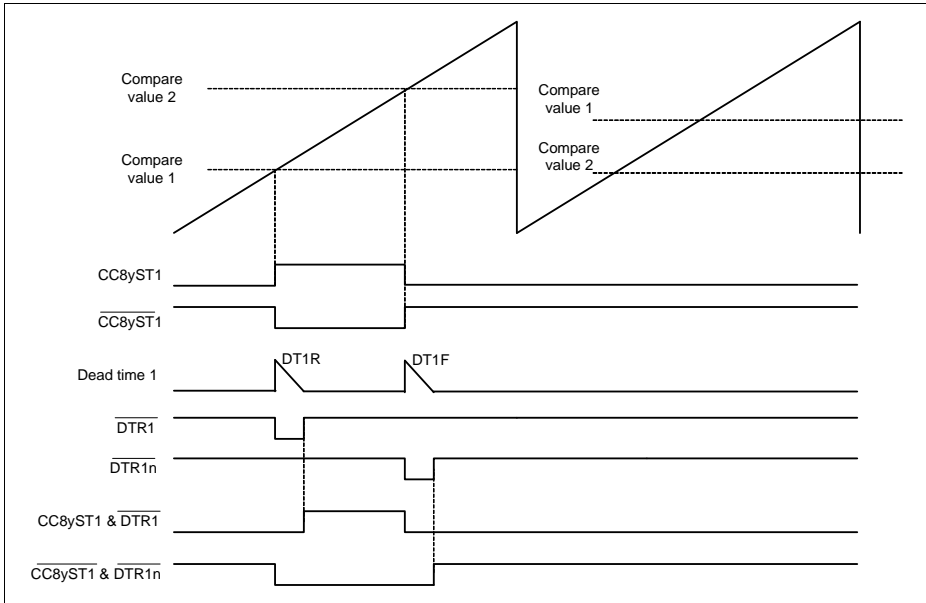 Compare
value 2
Compare
value 1
Compare
value 1
Compare
value 2
CC8yST1
CC8yST1
Dead time 1
DT1R
DT1F
DTR1
DTR1n
CC8yST1 & DTR1
CC8yST1 & DTR1n